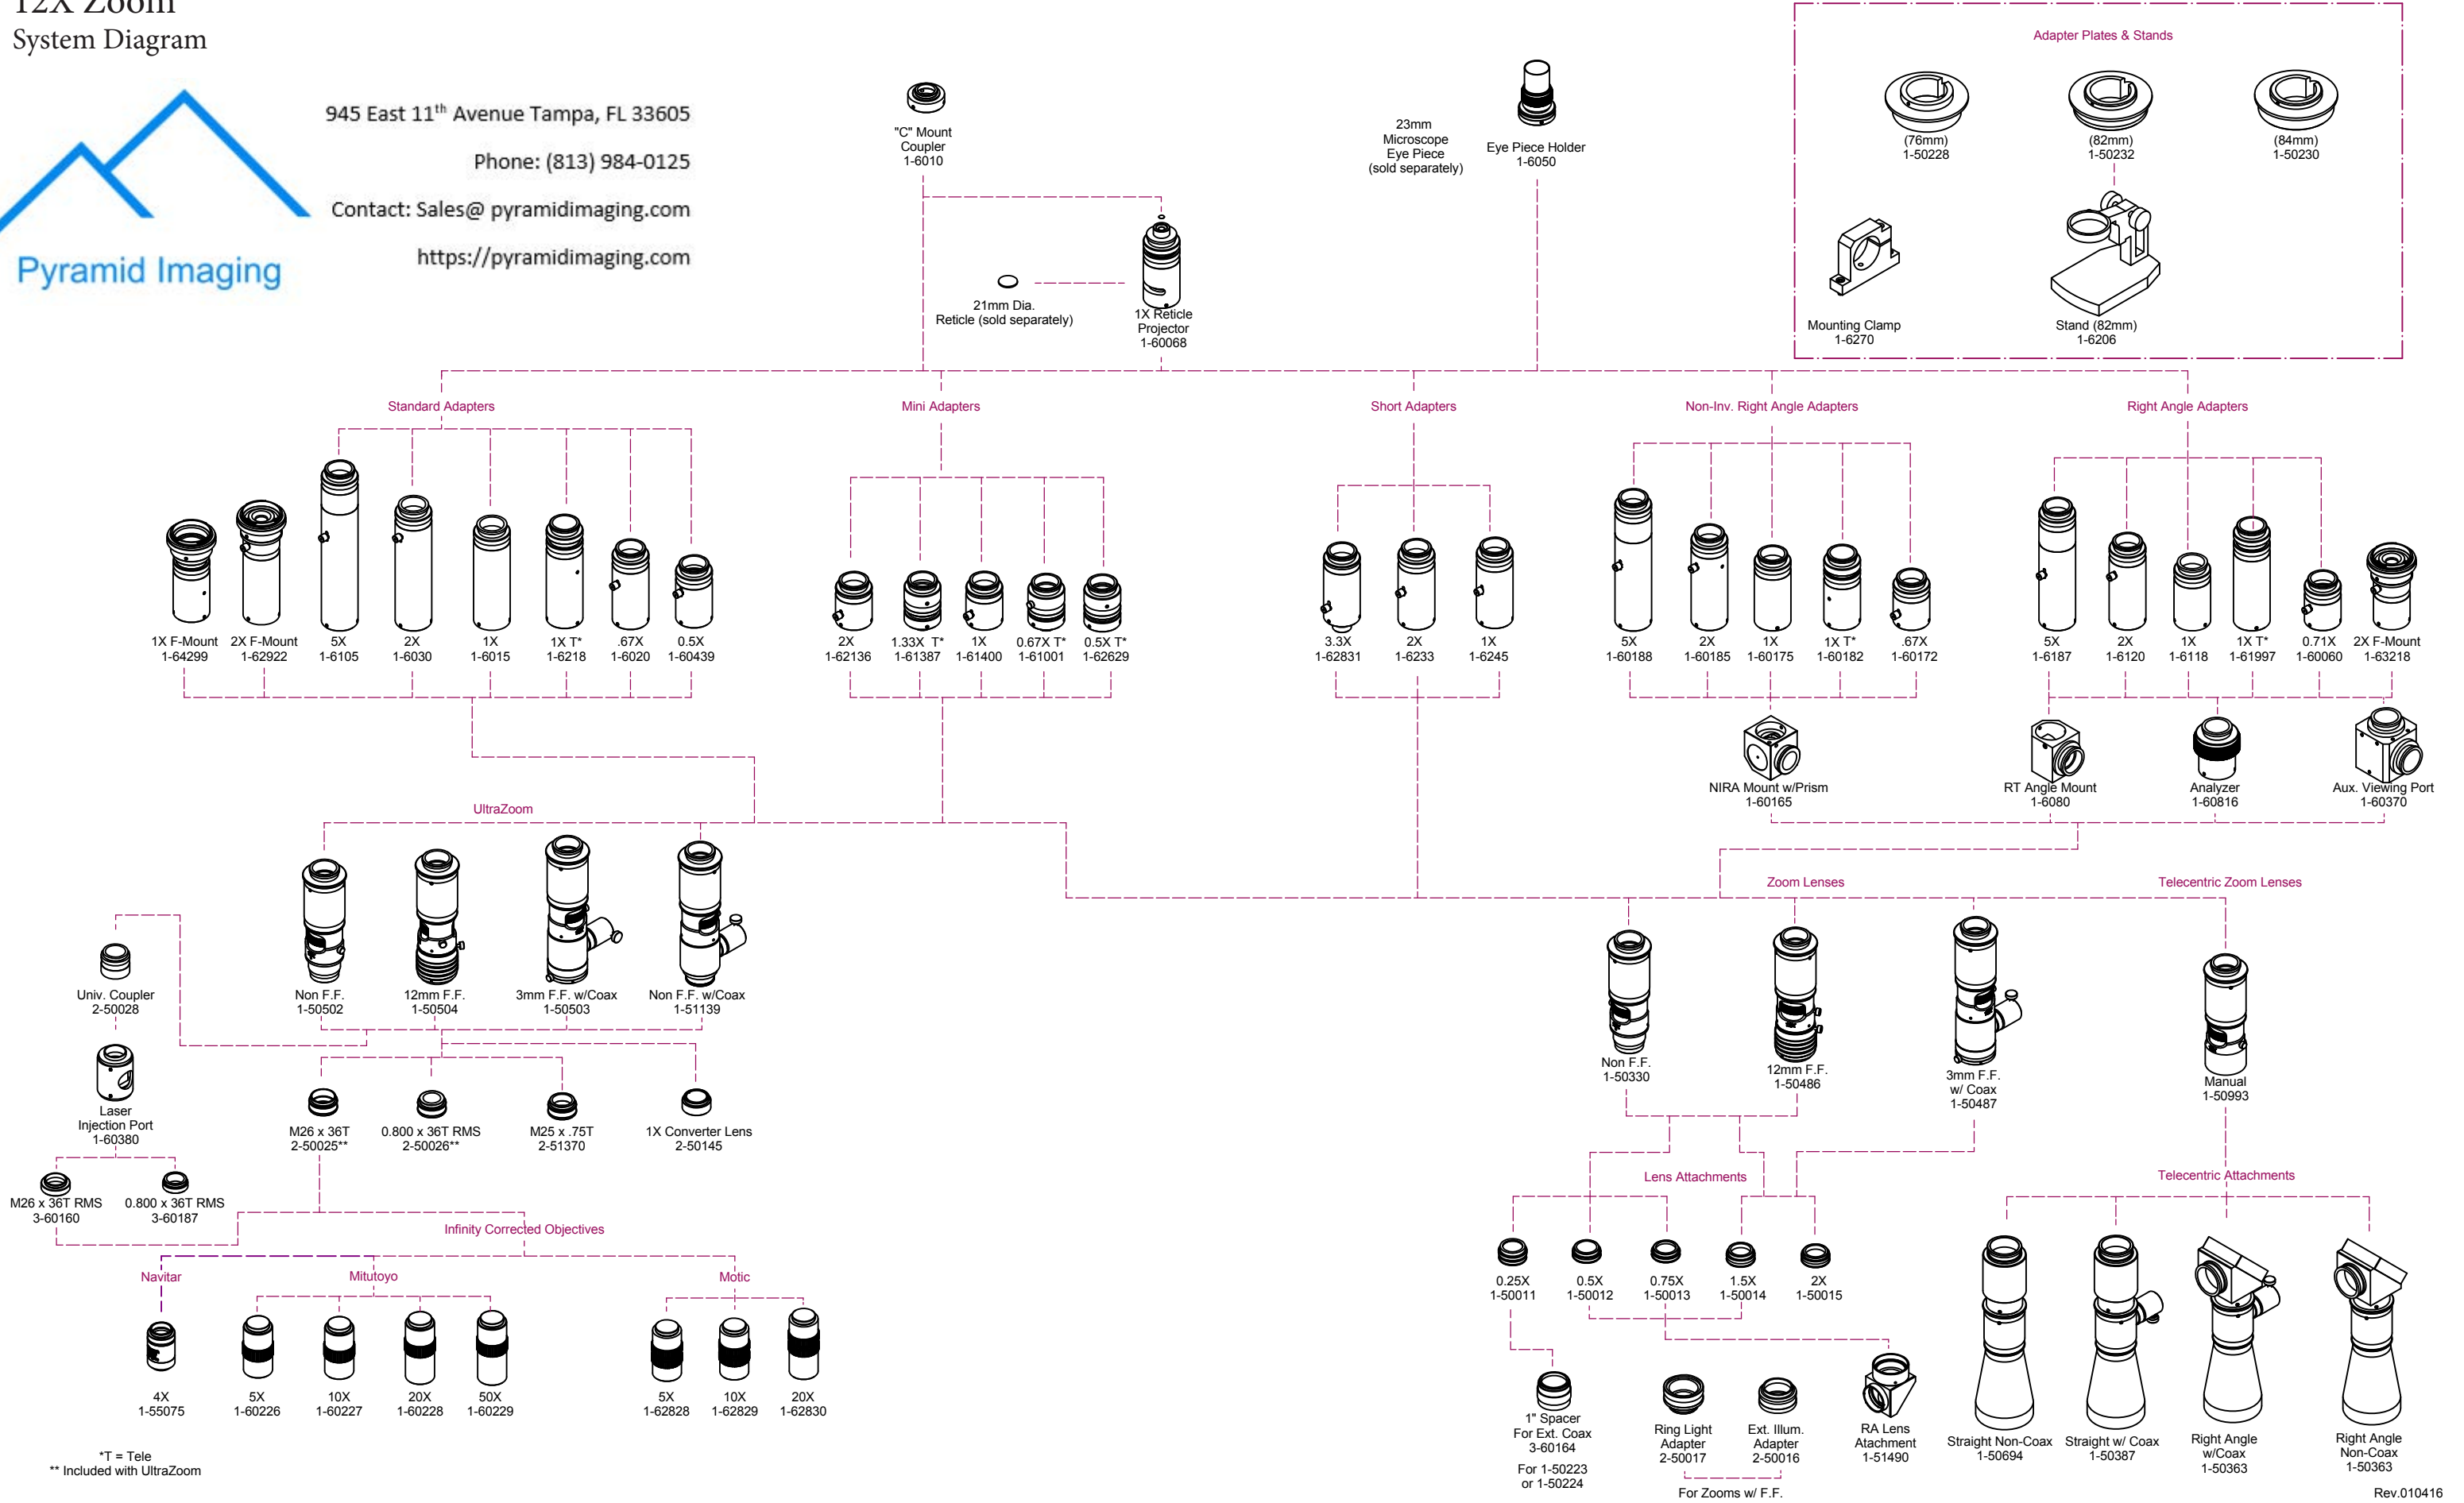 12X Zoom
System Diagram
945 East 11th Avenue Tampa, FL 33605
Phone: (813) 984-0125
Contact: Sales@ pyramidimaging.com
https://pyramidimaging.com
Pyramid Imaging
"C" Mount
Coupler
1-6010
21mm Dia.
Reticle (sold separately)
1X Reticle
Projector
1-60068
23mm
Microscope
Eye Piece
(sold separately)
Eye Piece Holder
1-6050
Adapter Plates & Stands
(76mm)
1-50228
(82mm)
1-50232
(84mm)
1-50230
Mounting Clamp
1-6270
Stand (82mm)
1-6206
Standard Adapters
1X F-Mount
1-64299
2X F-Mount
1-62922
5X
1-6105
2X
1-6030
1X
1-6015
1X T*
1-6218
.67X
1-6020
0.5X
1-60439
Mini Adapters
2X
1-62136
1.33X T*
1-61387
1X
1-61400
0.67X T*
1-61001
0.5X T*
1-62629
Short Adapters
3.3X
1-62831
2X
1-6233
1X
1-6245
Non-Inv. Right Angle Adapters
5X
1-60188
2X
1-60185
1X
1-60175
1X T*
1-60182
.67X
1-60172
NIRA Mount w/Prism
1-60165
Right Angle Adapters
5X
1-6187
2X
1-6120
1X
1-6118
1X T*
1-61997
0.71X
1-60060
2X F-Mount
1-63218
RT Angle Mount
1-6080
Analyzer
1-60816
Aux. Viewing Port
1-60370
UltraZoom
Non F.F.
1-50502
12mm F.F.
1-50504
3mm F.F. w/Coax
1-50503
Non F.F. w/Coax
1-51139
Univ. Coupler
2-50028
Laser
Injection Port
1-60380
M26 x 36T RMS
3-60160
0.800 x 36T RMS
3-60187
M26 x 36T
2-50025**
0.800 x 36T RMS
2-50026**
M25 x .75T
2-51370
1X Converter Lens
2-50145
Infinity Corrected Objectives
Navitar
4X
1-55075
Mitutoyo
5X
1-60226
10X
1-60227
20X
1-60228
50X
1-60229
Motic
5X
1-62828
10X
1-62829
20X
1-62830
Zoom Lenses
Non F.F.
1-50330
12mm F.F.
1-50486
3mm F.F.
w/ Coax
1-50487
Telecentric Zoom Lenses
Manual
1-50993
Lens Attachments
0.25X
1-50011
0.5X
1-50012
0.75X
1-50013
1.5X
1-50014
2X
1-50015
1" Spacer
For Ext. Coax
3-60164
For 1-50223
or 1-50224
Ring Light
Adapter
2-50017
Ext. Illum.
Adapter
2-50016
For Zooms w/ F.F.
RA Lens
Atachment
1-51490
Telecentric Attachments
Straight Non-Coax
1-50694
Straight w/ Coax
1-50387
Right Angle
w/Coax
1-50363
Right Angle
Non-Coax
1-50363
*T = Tele
** Included with UltraZoom
Rev.010416